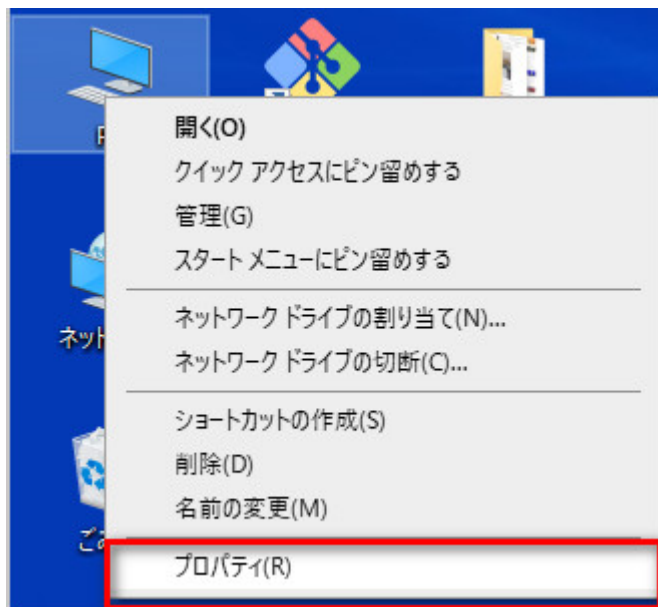 開く(O)
クイック アクセスにピン留めする
管理(G)
スタート メニューにピン留めする
ネットワーク ドライブの割り当て(N)...
ネットワーク ドライブの切断(C)...
ネット
ショートカットの作成(S)
削除(D)
名前の変更(M)
ご
プロパティ(R)